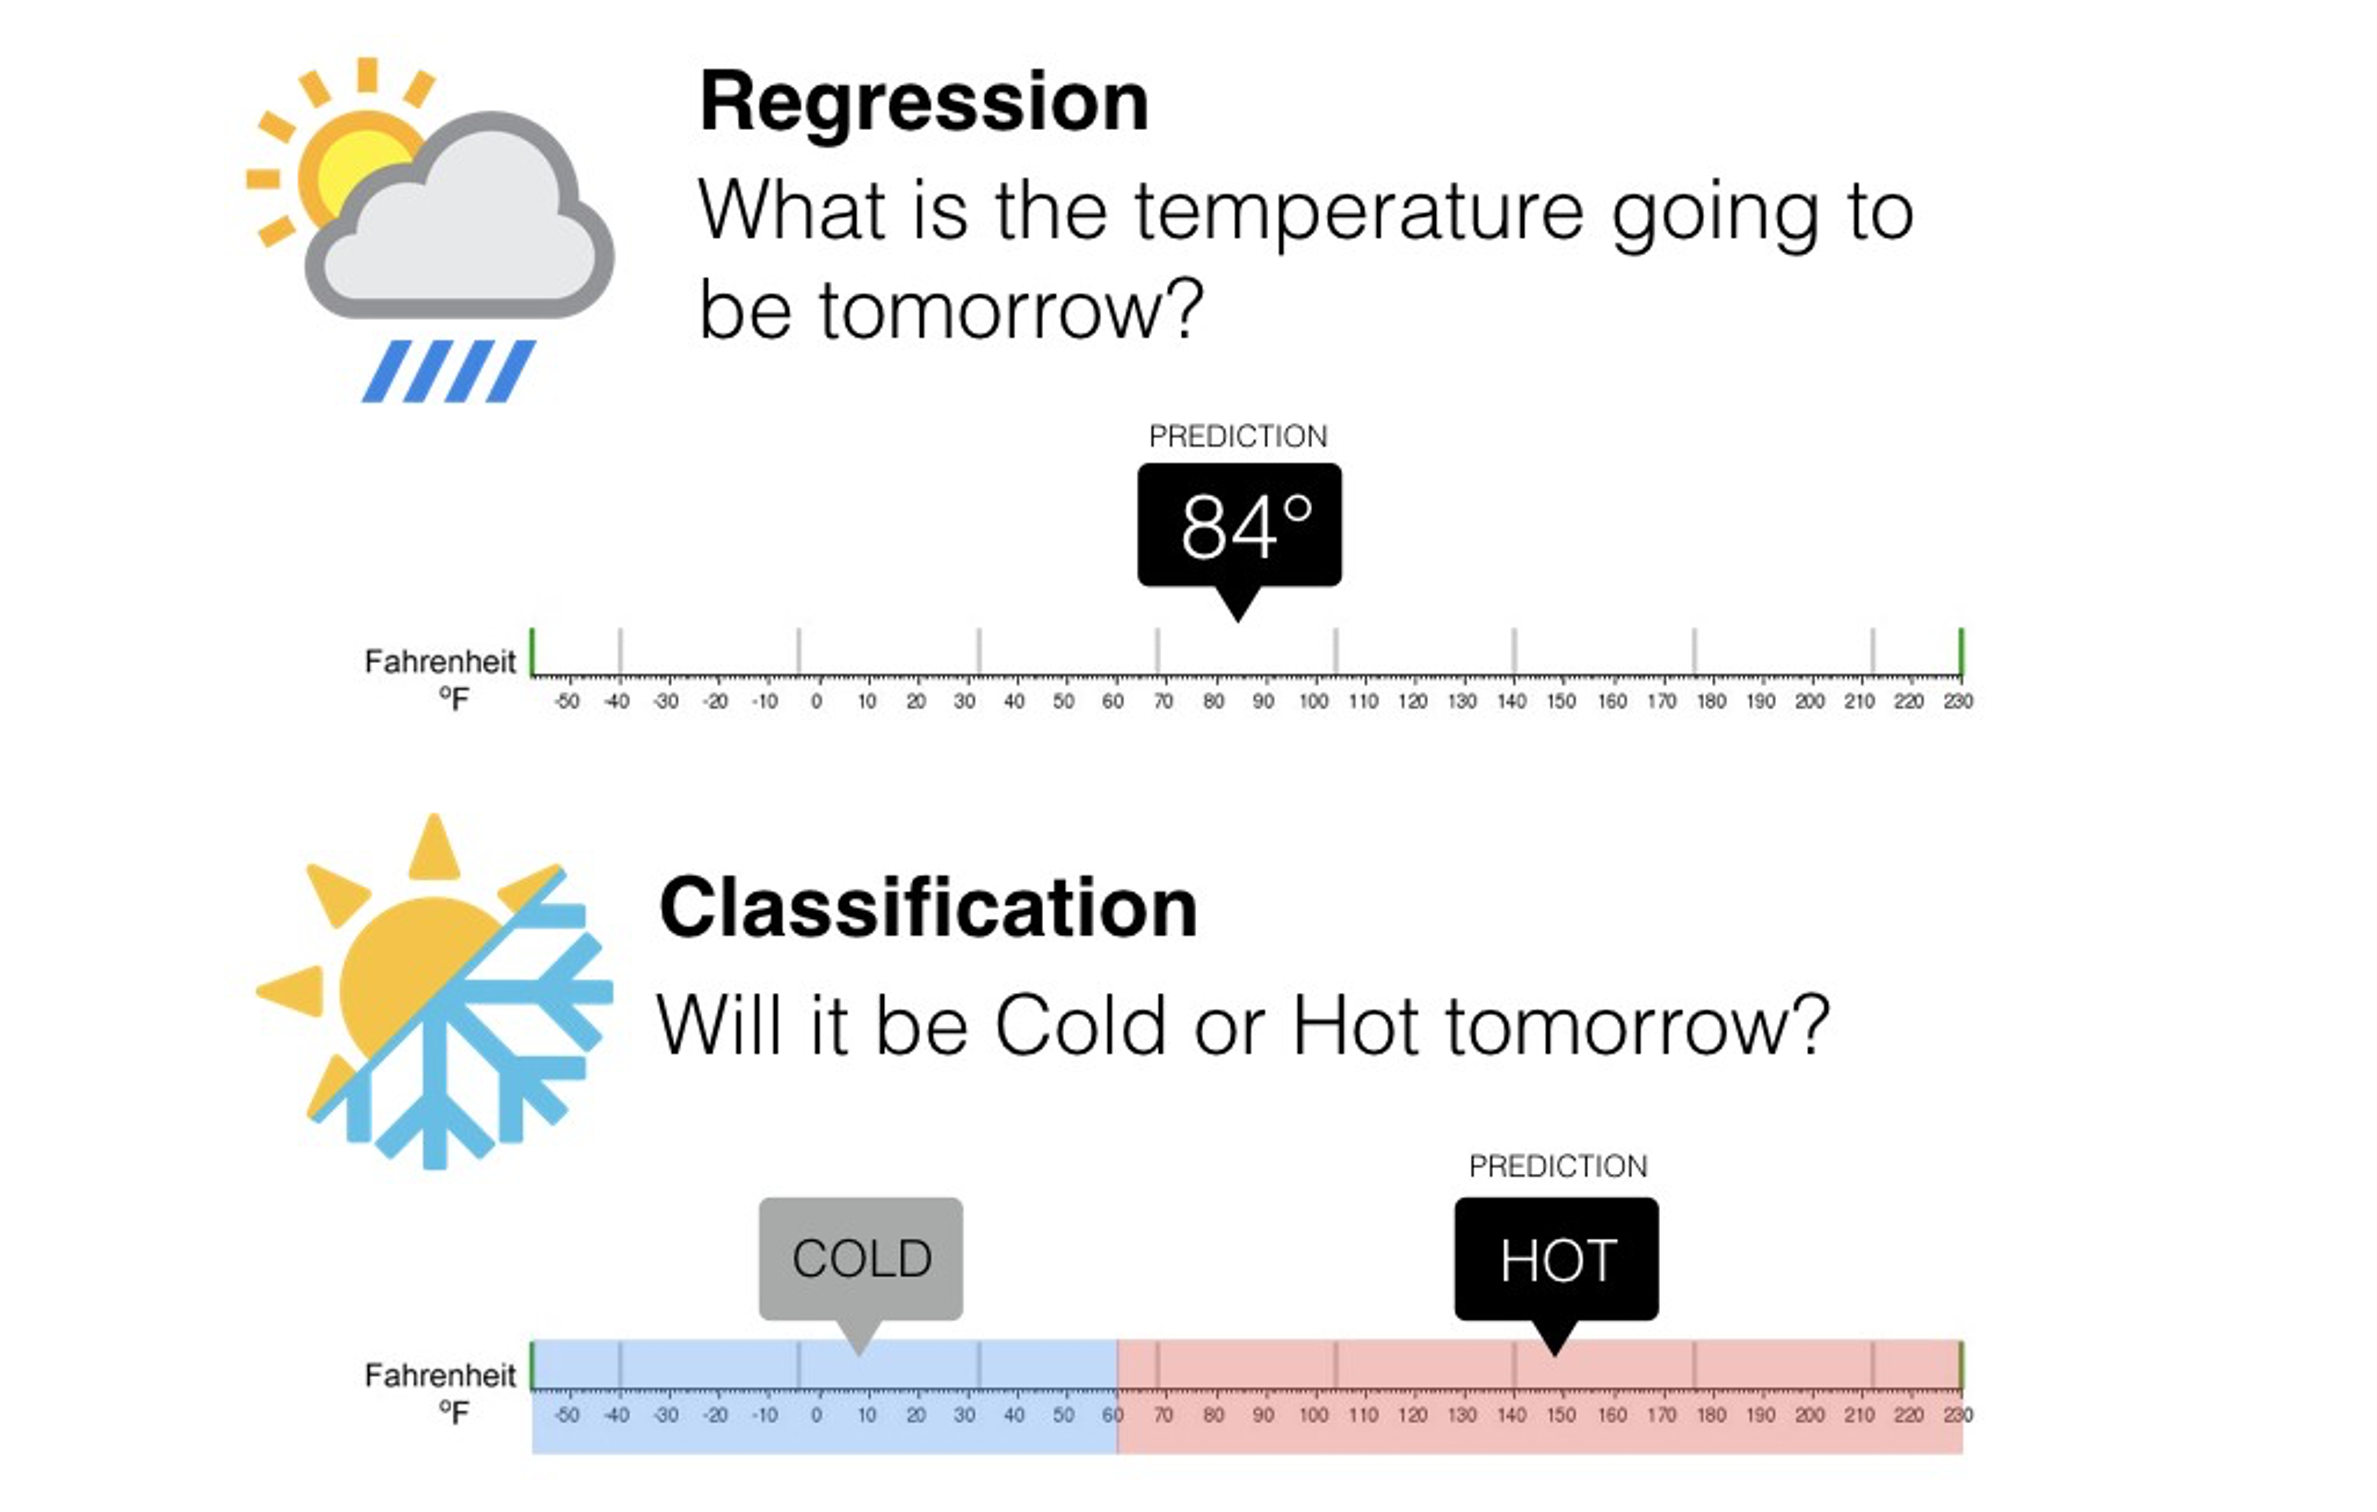 Regression
What is the temperature going to
be tomorrow?
PREDICTION
84°
Fahrenheit
°F
-50 -40 -30 -20 -10 0 10 20 30 40 50 60 70 80 90 100 110 120 130 140 150 160 170 180 190 200 210 220 230
Classification
Will it be Cold or Hot tomorrow?
PREDICTION
COLD HOT
Fahrenheit
°F
-50 -40 -30 -20 -10 0 10 20 30 40 50 60 70 80 90 100 110 120 130 140 150 160 170 180 190 200 210 220 230